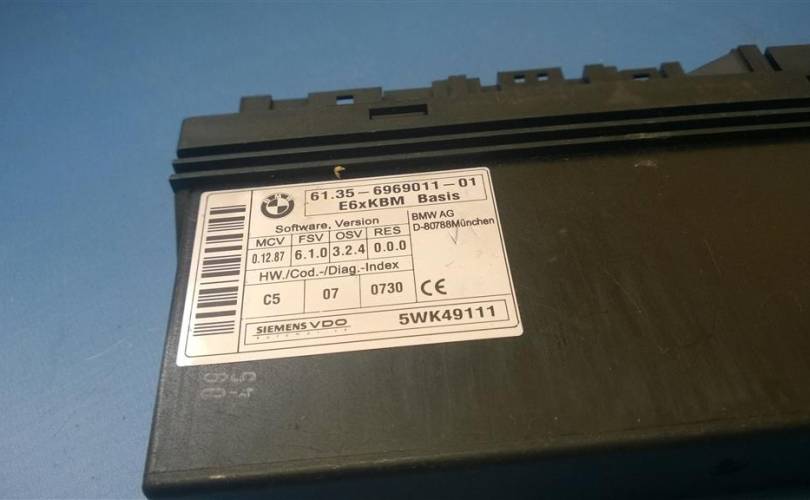 BMW
61.35-6969011-01
E6xKBM Basis
Software, Version
MCV FSV OSV RES
0.12.87 6.1.0 3.2.4 0.0.0
BMW AG
D-80788München
HW./Cod.-/Diag.-Index
C5 07 0730
CE
SIEMENS VDO
AUTOMOTIVE
5WK49111